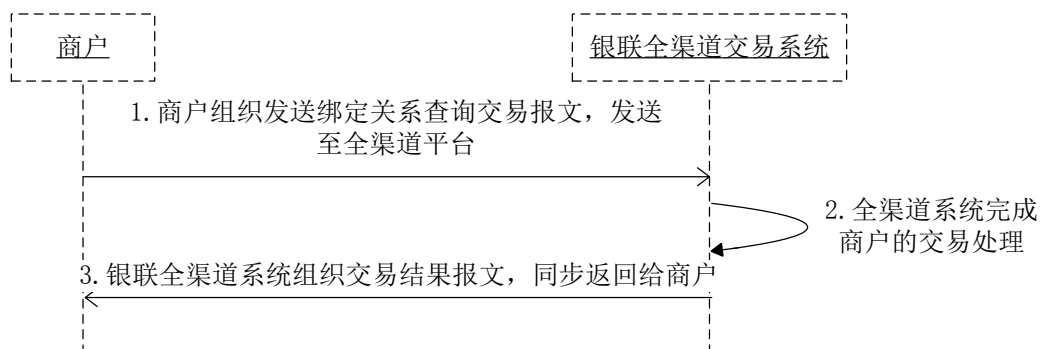 商户
银联全渠道交易系统
1.商户组织发送绑定关系查询交易报文，发送
至全渠道平台
2.全渠道系统完成
商户的交易处理
3.银联全渠道系统组织交易结果报文，同步返回给商户